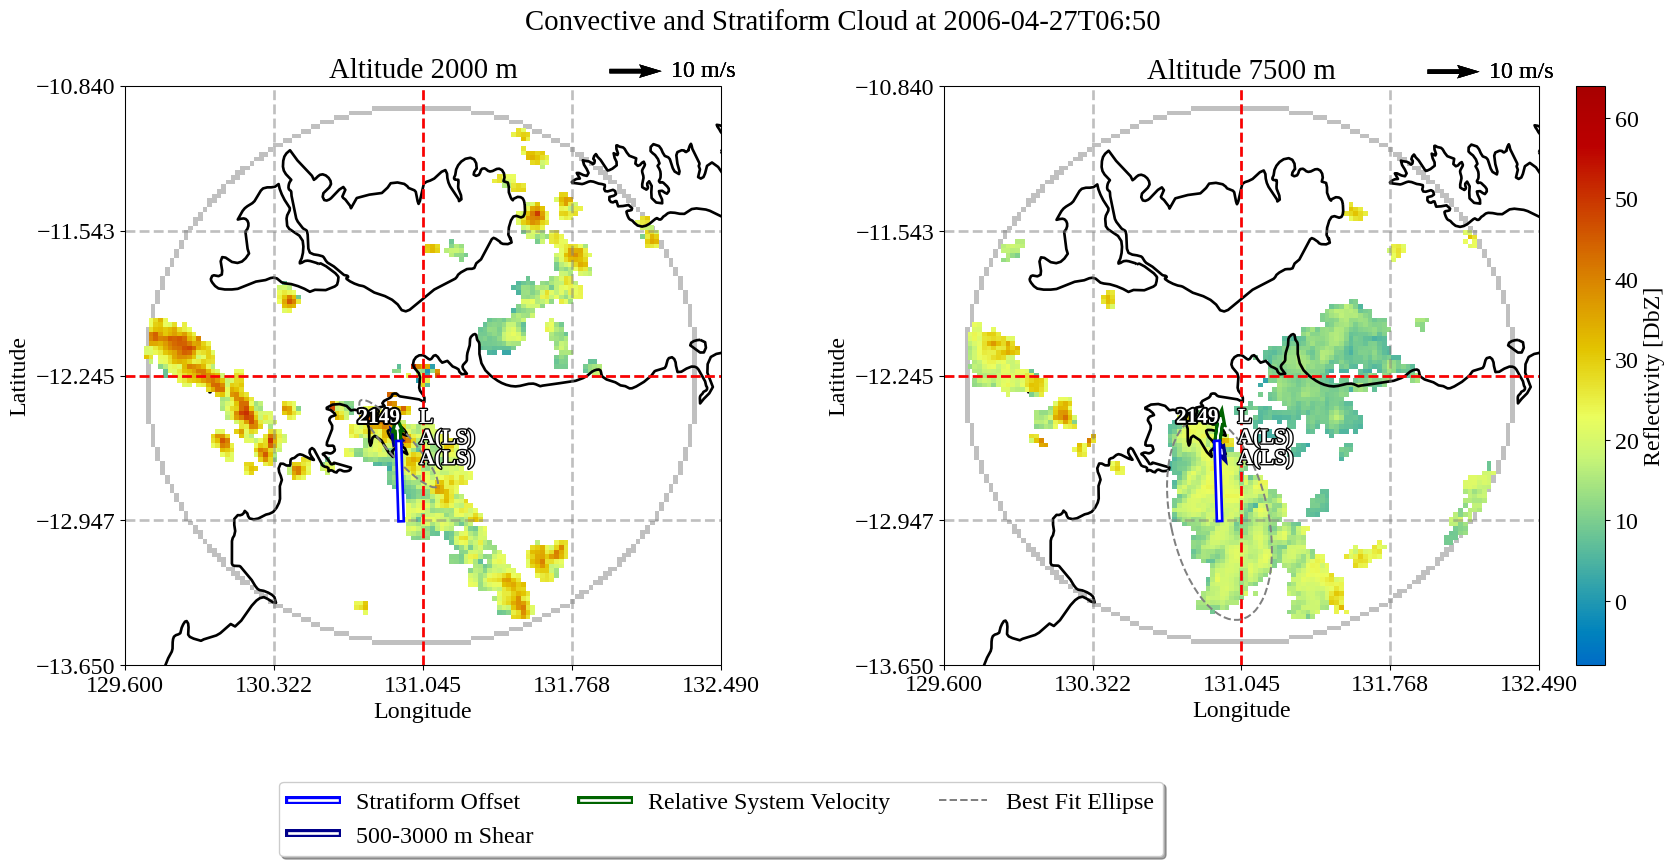 Convective and Stratiform Cloud at 2006-04-27T06:50
Altitude 2000 m
10 m/s
Altitude 7500 m
10 m/s
−10.840
−11.543
−12.245
−12.947
−13.650
129.600
130.322
131.045
131.768
132.490
Latitude
Longitude
2149
L
A(LS)
A(LS)
−10.840
−11.543
−12.245
−12.947
−13.650
129.600
130.322
131.045
131.768
132.490
Latitude
Longitude
2149
L
A(LS)
A(LS)
60
50
40
30
20
10
0
Reflectivity [DbZ]
Stratiform Offset
Relative System Velocity
Best Fit Ellipse
500-3000 m Shear